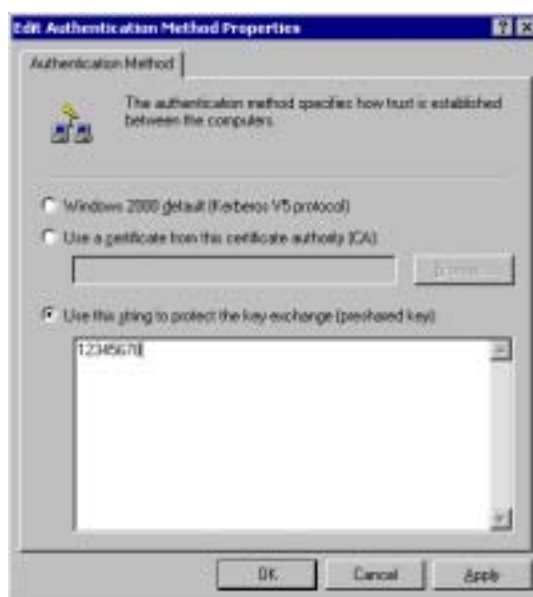 Edit Authentication Method Properties
Authentication Method
The authentication method specifies how trust is established
between the computers.
Windows 2000 default (Kerberos V5 protocol)
Use a certificate from this certificate authority (CA):
Browse...
Use this string to protect the key exchange (preshared key):
12345678
OK
Cancel
Apply